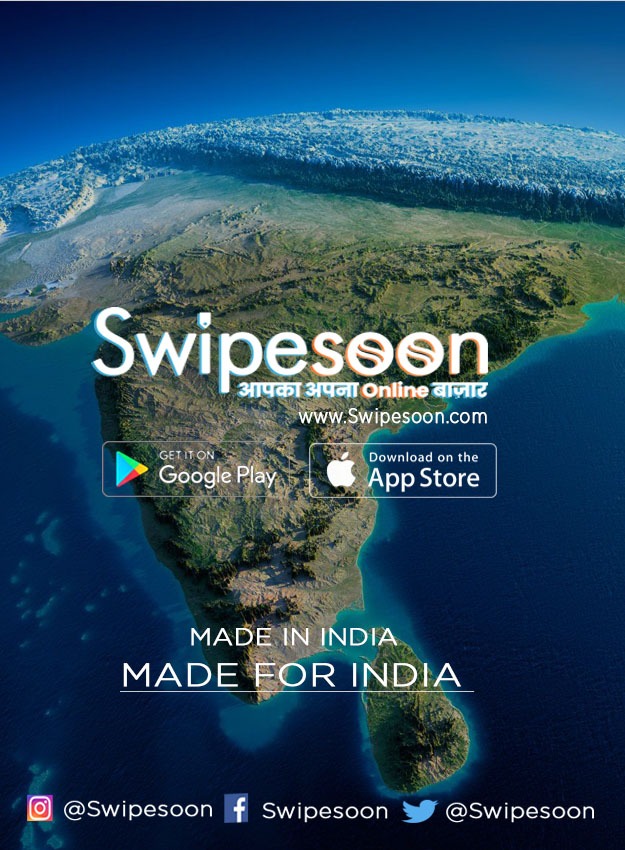 Swipesoon
आपका अपना Online बाज़ार
www.Swipesoon.com
GET IT ON
Google Play
Download on the
App Store
MADE IN INDIA
MADE FOR INDIA
@Swipesoon Swipesoon @Swipesoon